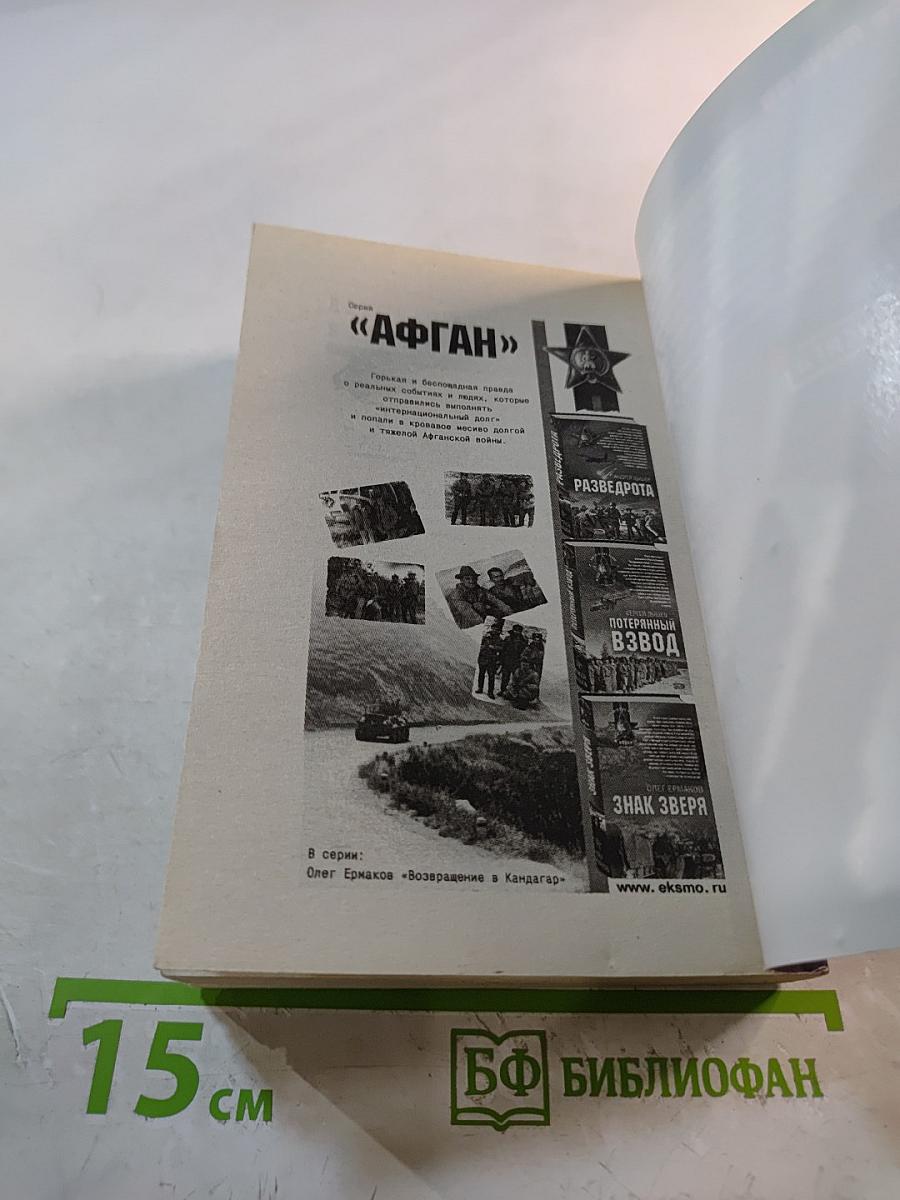 Серия
«АФГАН»
Горькая и беспощадная правда
о реальных событиях и людях, которые
отправились выполнять
«интернациональный долг»
и попали в кровавое месиво долгой
и тяжелой Афганской войны.
РАЗВЕДРОТА
РАЗВЕДРОТА
ПОТЕРЯННЫЙ
ВЗВОД
ОЛЕГ ЕРМАКОВ
ЗНАК ЗВЕРЯ
В серии:
Олег Ермаков «Возвращение в Кандагар»
www.eksmo.ru
15 см
БФ БИБЛИОФАН